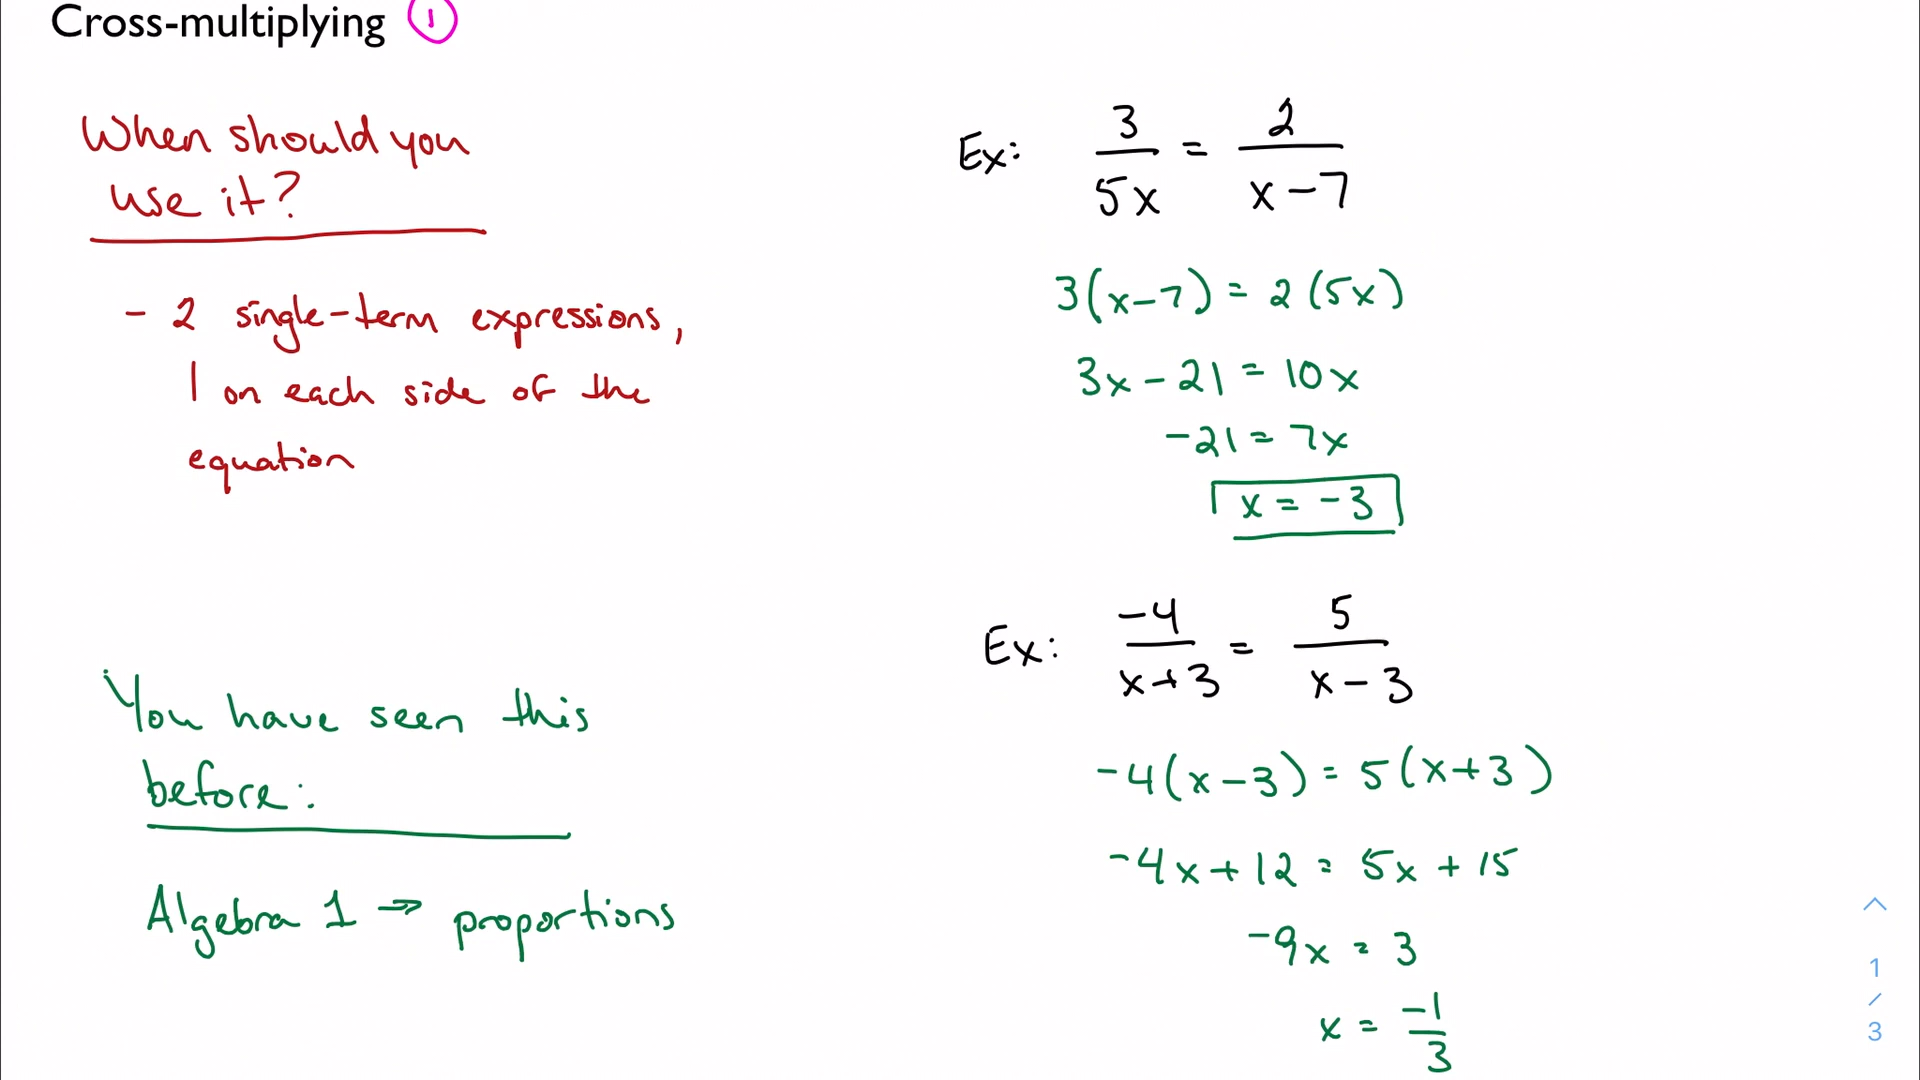 Cross-multiplying 1
When should you
use it?
- 2 single-term expressions,
1 on each side of the
equation
You have seen this
before:
Algebra 1 → proportions
Ex: 3/5x = 2/x-7
3(x-7) = 2(5x)
3x - 21 = 10x
-21 = 7x
x = -3
Ex: -4/x+3 = 5/x-3
-4(x-3) = 5(x+3)
-4x+12 = 5x+15
-9x = 3
x = -1/3
1
/
3